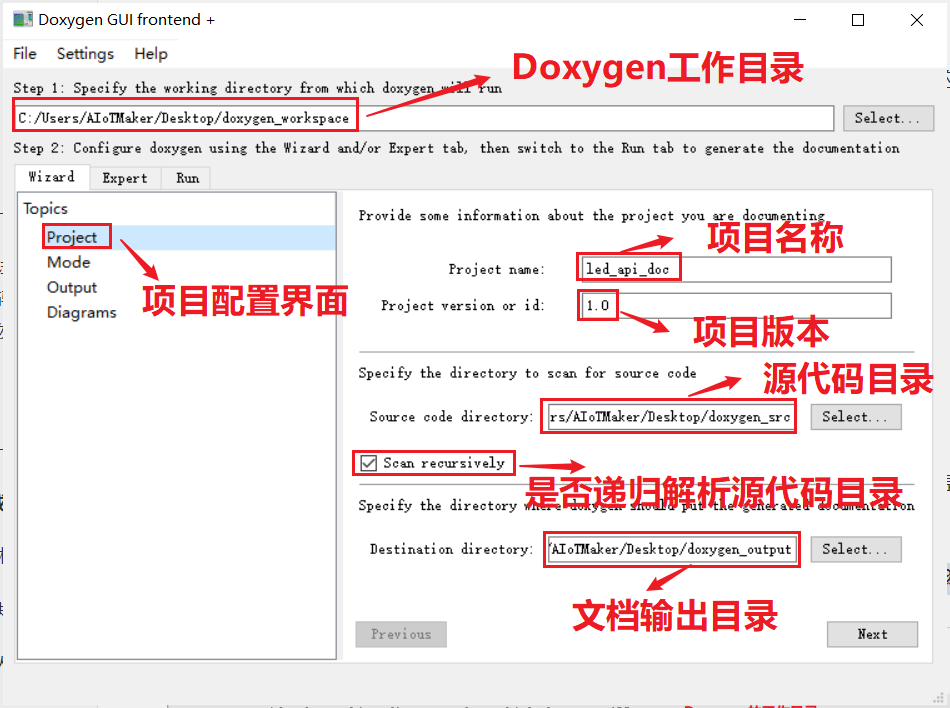 Doxygen GUI frontend +
File Settings Help
Doxygen工作目录
Step 1: Specify the working directory from which doxygen will run
C:/Users/AIoTMaker/Desktop/doxygen_workspace
Select...
Step 2: Configure doxygen using the Wizard and/or Expert tab, then switch to the Run tab to generate the documentation
Wizard Expert Run
Topics
Project
Mode
Output
Diagrams
项目配置界面
Provide some information about the project you are documenting
项目名称
Project name: led_api_doc
Project version or id: 1.0
项目版本
Specify the directory to scan for source code
源代码目录
Source code directory: rs/AIoTMaker/Desktop/doxygen_src Select...
Scan recursively
是否递归解析源代码目录
Specify the directory where doxygen should put the generated documentation
Destination directory: /AIoTMaker/Desktop/doxygen_output Select...
文档输出目录
Previous Next